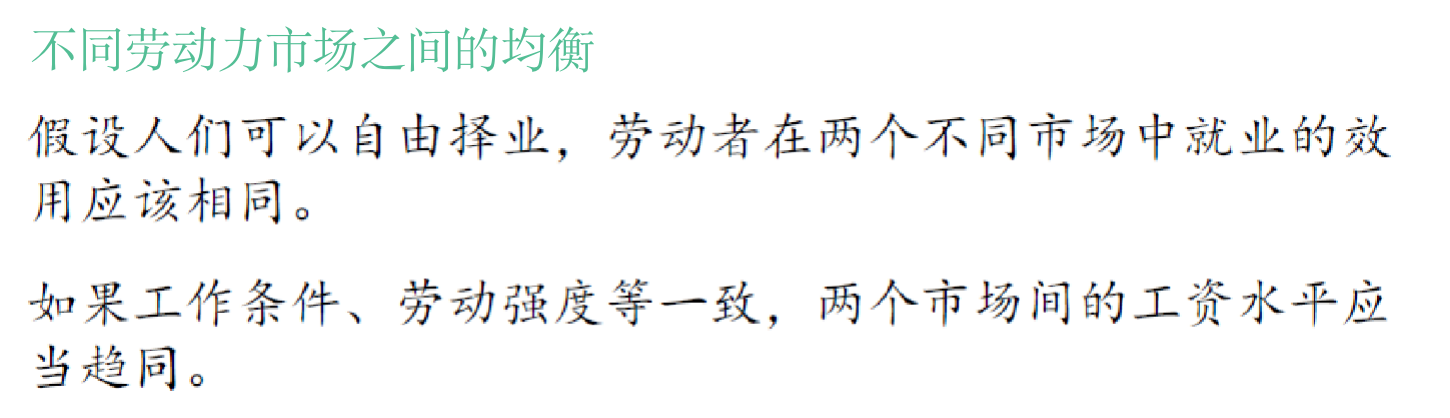 不同劳动力市场之间的均衡
假设人们可以自由择业，劳动者在两个不同市场中就业的效
用应该相同。
如果工作条件、劳动强度等一致，两个市场间的工资水平应
当趋同。